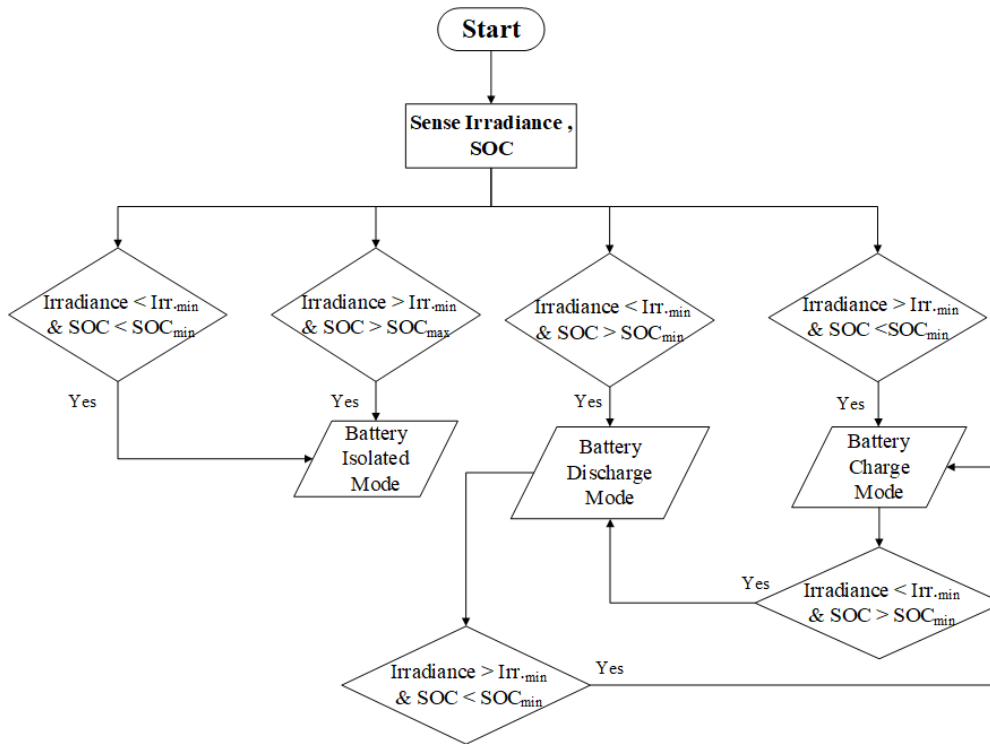 Start
Sense Irradiance ,
SOC
Irradiance < Irr.min
& SOC < SOCmin
Irradiance > Irr.min
& SOC > SOCmax
Irradiance < Irr.min
& SOC > SOCmin
Irradiance > Irr.min
& SOC <SOCmin
Yes
Yes
Yes
Yes
Battery
Isolated
Mode
Battery
Discharge
Mode
Battery
Charge
Mode
Yes
Irradiance < Irr.min
& SOC > SOCmin
Irradiance > Irr.min
& SOC < SOCmin
Yes